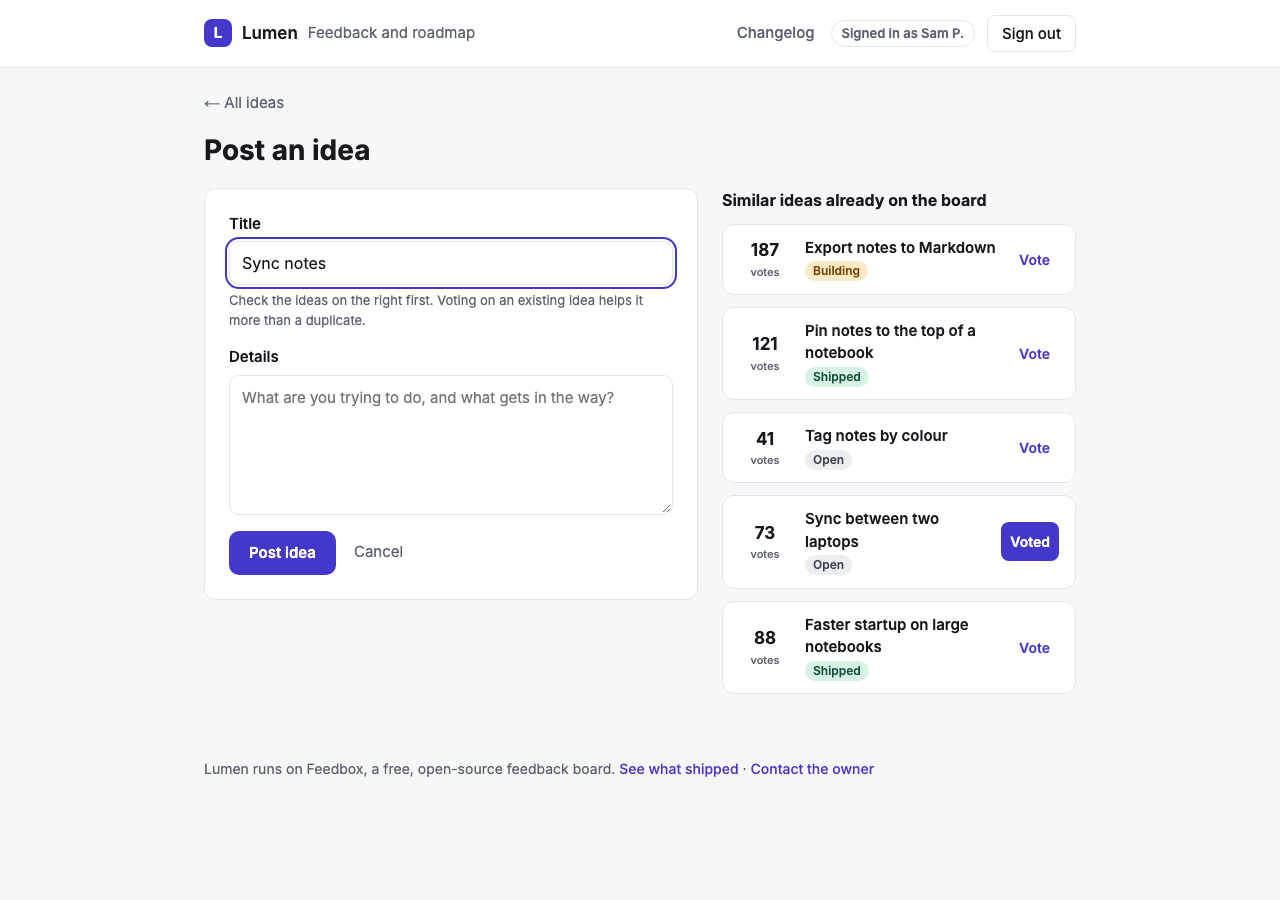 L Lumen Feedback and roadmap Changelog Signed in as Sam P. Sign out
← All ideas
Post an idea
Title
Sync notes
Check the ideas on the right first. Voting on an existing idea helps it
more than a duplicate.
Details
What are you trying to do, and what gets in the way?
Post idea Cancel
Similar ideas already on the board
187 votes
Export notes to Markdown
Building
Vote
121 votes
Pin notes to the top of a
notebook
Shipped
Vote
41 votes
Tag notes by colour
Open
Vote
73 votes
Sync between two
laptops
Open
Voted
88 votes
Faster startup on large
notebooks
Shipped
Vote
Lumen runs on Feedbox, a free, open-source feedback board. See what shipped · Contact the owner